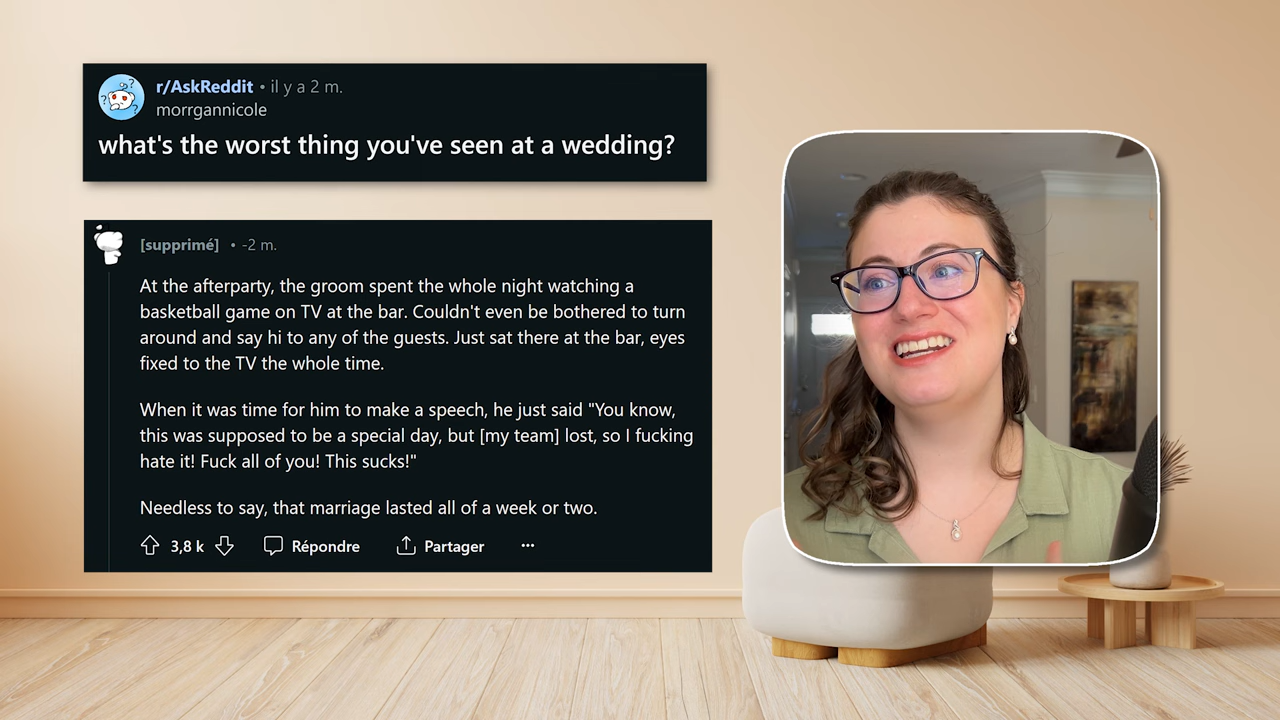 r/AskReddit • il y a 2 m.
morrgannicole
what's the worst thing you've seen at a wedding?
[supprimé] • -2 m.
At the afterparty, the groom spent the whole night watching a
basketball game on TV at the bar. Couldn't even be bothered to turn
around and say hi to any of the guests. Just sat there at the bar, eyes
fixed to the TV the whole time.
When it was time for him to make a speech, he just said "You know,
this was supposed to be a special day, but [my team] lost, so I fucking
hate it! Fuck all of you! This sucks!"
Needless to say, that marriage lasted all of a week or two.
3,8 k Répondre Partager ...